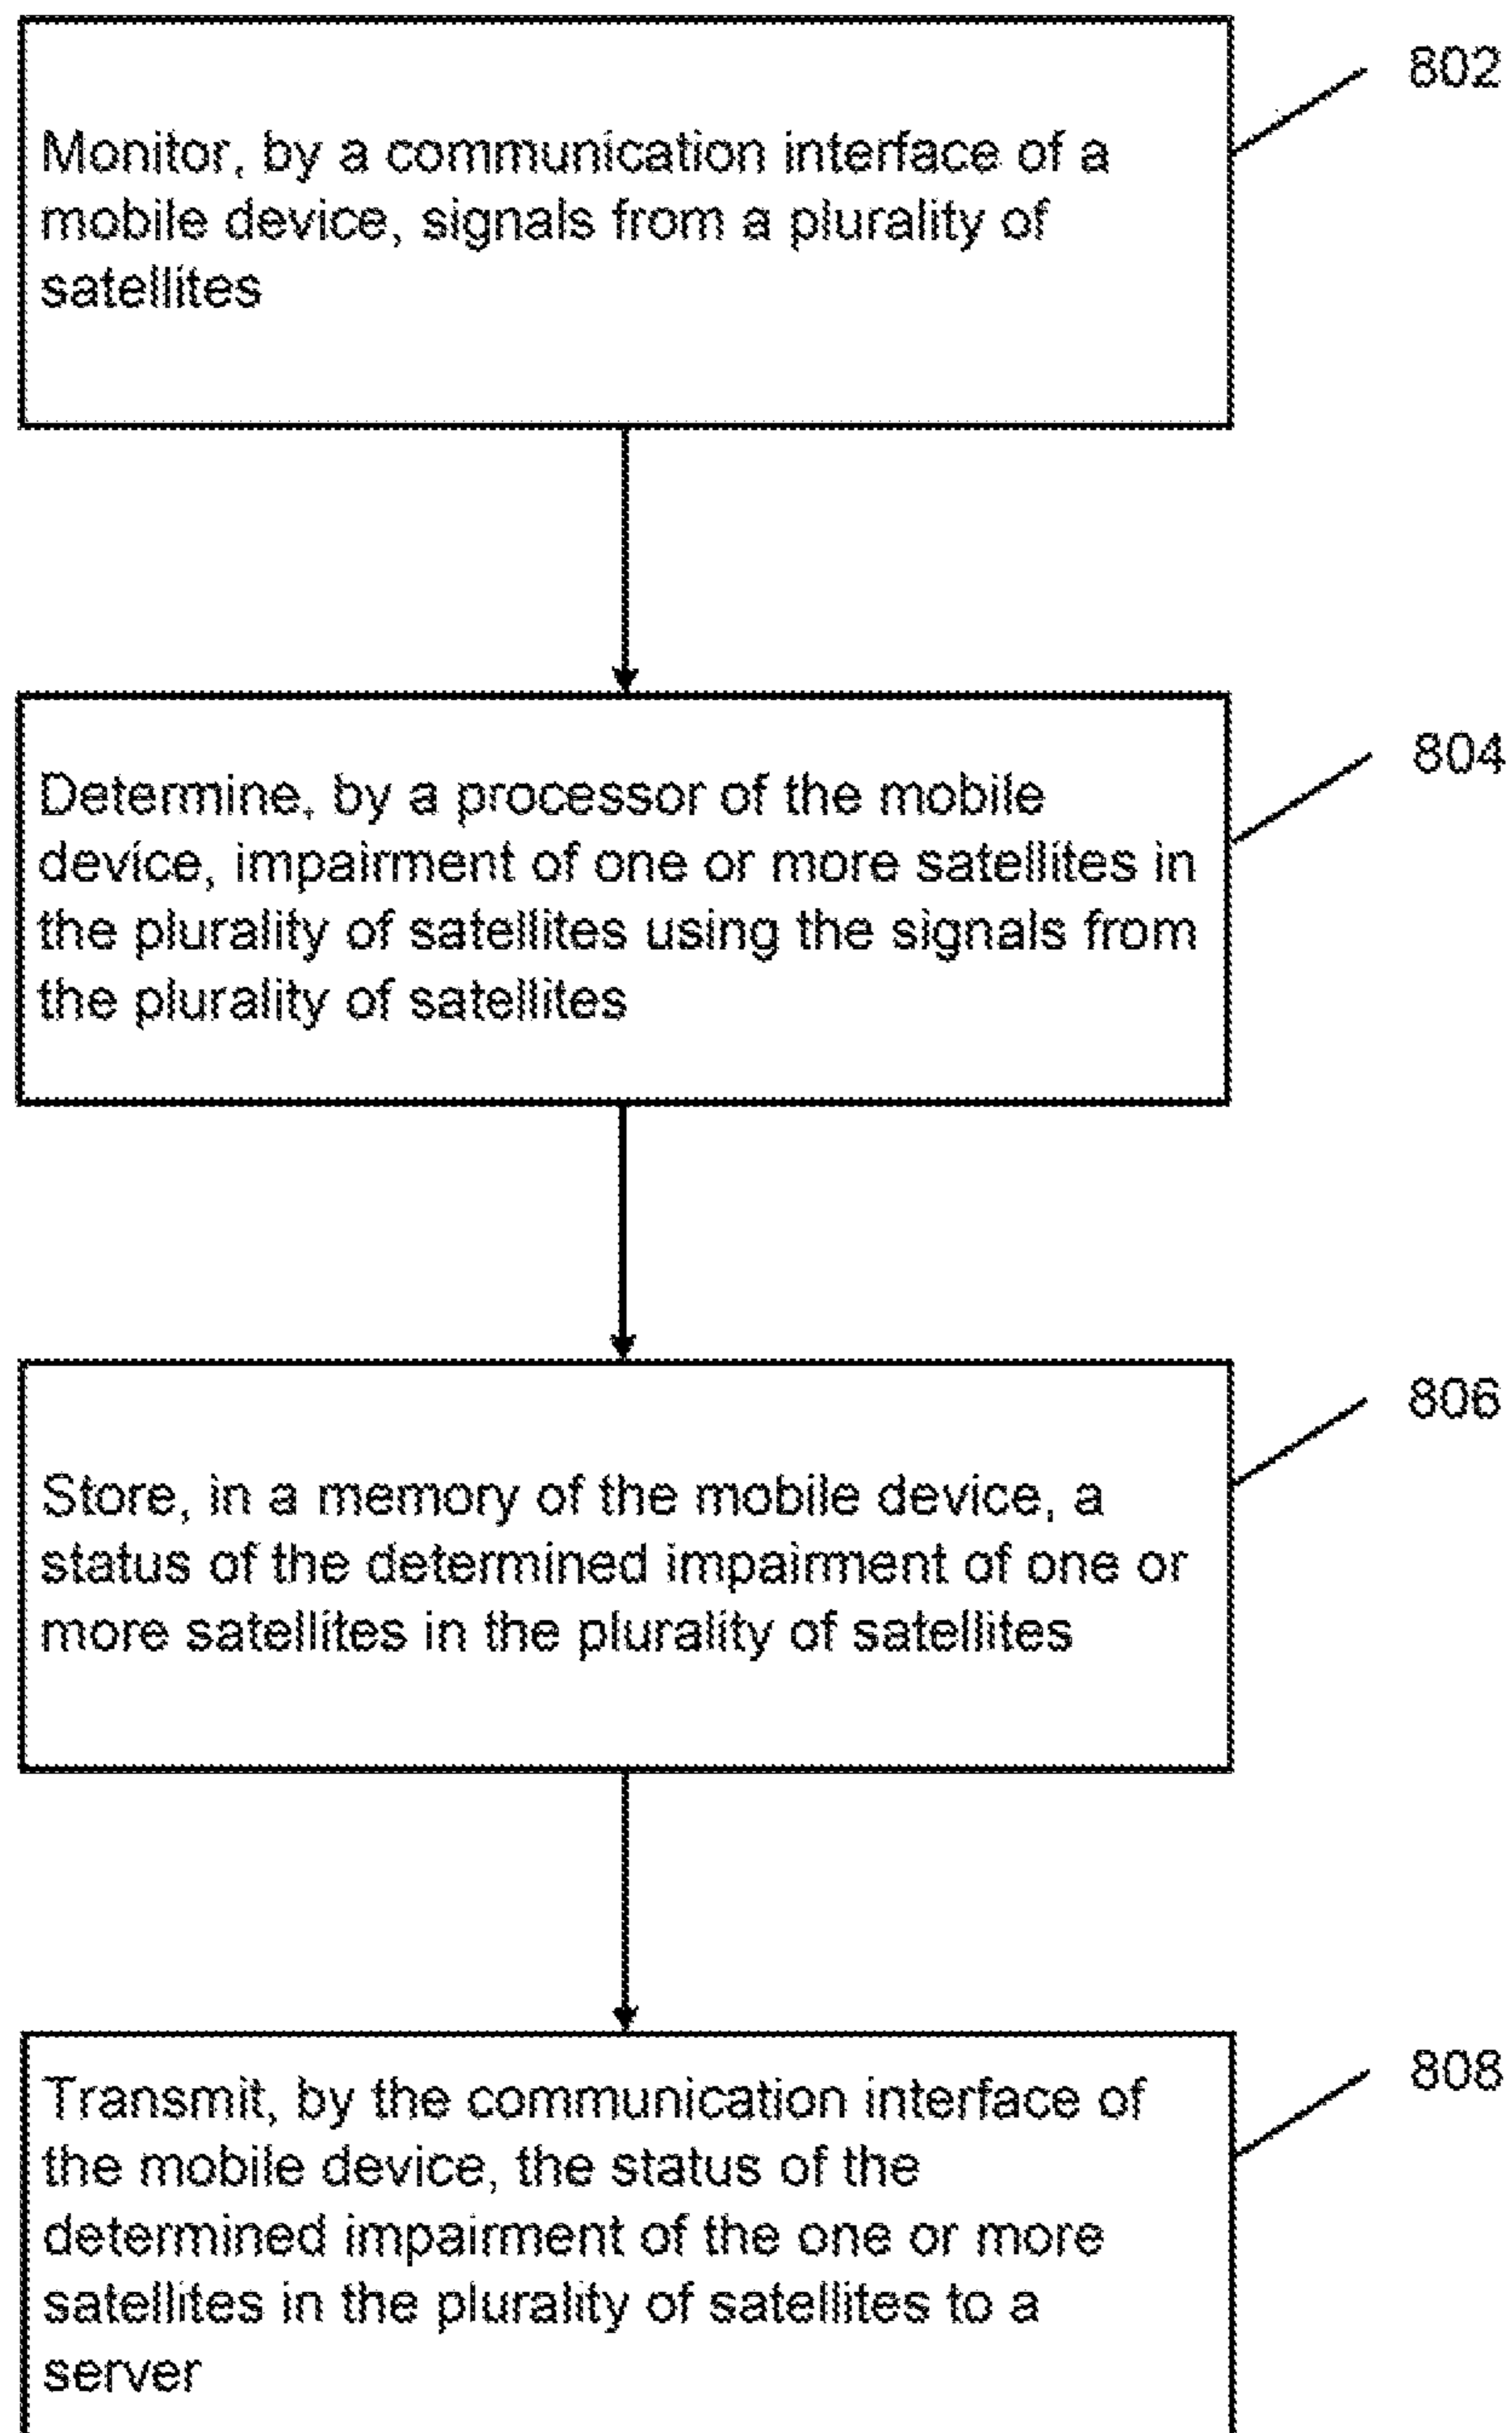 802
Monitor, by a communication interface of a
mobile device, signals from a plurality of
satellites
804
Determine, by a processor of the mobile
device, impairment of one or more satellites in
the plurality of satellites using the signals from
the plurality of satellites
806
Store, in a memory of the mobile device, a
status of the determined impairment of one or
more satellites in the plurality of satellites
808
Transmit, by the communication interface of
the mobile device, the status of the
determined impairment of the one or more
satellites in the plurality of satellites to a
server